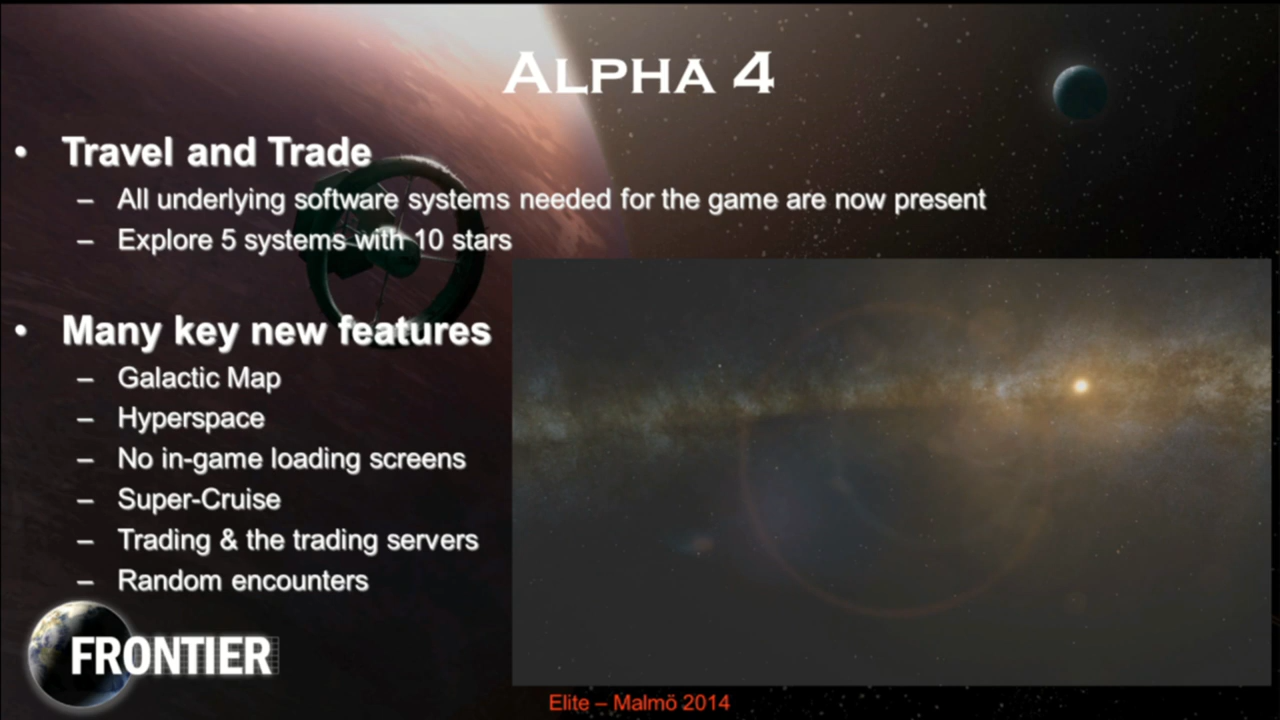 ALPHA 4
• Travel and Trade
– All underlying software systems needed for the game are now present
– Explore 5 systems with 10 stars
• Many key new features
– Galactic Map
– Hyperspace
– No in-game loading screens
– Super-Cruise
– Trading & the trading servers
– Random encounters
FRONTIER
Elite – Malmö 2014